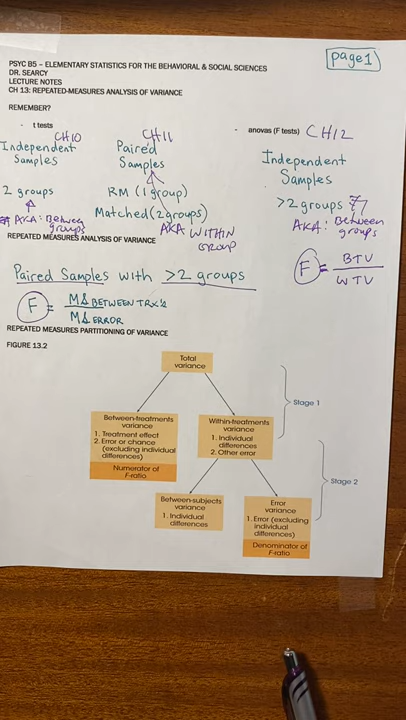 page 1
PSYC B5 – ELEMENTARY STATISTICS FOR THE BEHAVIORAL & SOCIAL SCIENCES
DR. SEARCY
LECTURE NOTES
CH 13: REPEATED-MEASURES ANALYSIS OF VARIANCE
REMEMBER?
- t tests
CH10
Independent
Samples
2 groups
AKA: Between
groups
CH11
Paired
Samples
RM (1 group)
Matched (2 groups)
AKA WITHIN
GROUP
- anovas (F tests) CH12
Independent
Samples
>2 groups
AKA: Between
groups
F = BTV
WTV
REPEATED MEASURES ANALYSIS OF VARIANCE
Paired Samples with >2 groups
F = MS BETWEEN TRX'S
MS ERROR
REPEATED MEASURES PARTITIONING OF VARIANCE
FIGURE 13.2
Total
variance
Stage 1
Between-treatments
variance
1. Treatment effect
2. Error or chance
(excluding individual
differences)
Numerator of
F-ratio
Within-treatments
variance
1. Individual
differences
2. Other error
Stage 2
Between-subjects
variance
1. Individual
differences
Error
variance
1. Error (excluding
individual
differences)
Denominator of
F-ratio